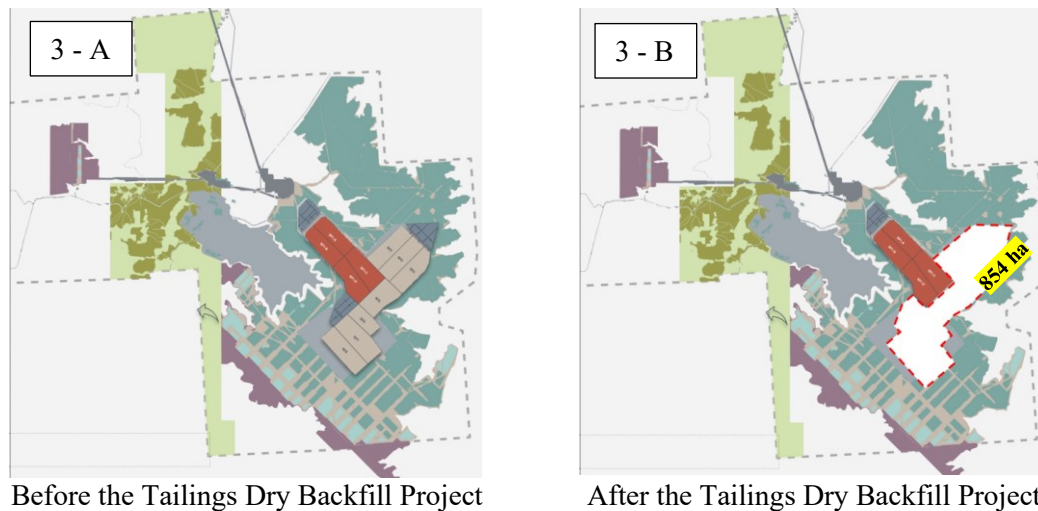 3 - A
3 - B
854 ha
Before the Tailings Dry Backfill Project
After the Tailings Dry Backfill Project